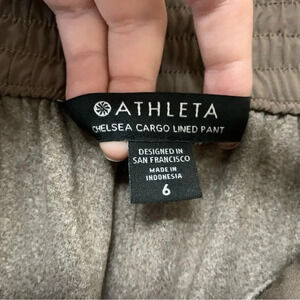 ATHLETA
CHELSEA CARGO LINED PANT
DESIGNED IN
SAN FRANCISCO
MADE IN
INDONESIA
6